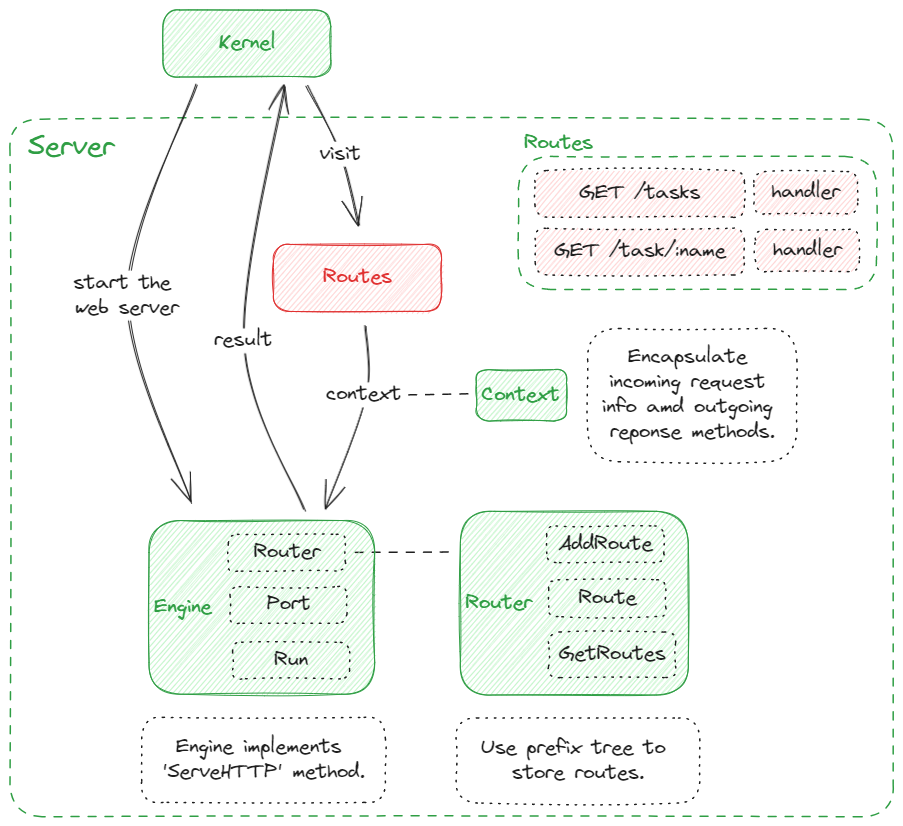 Kernel
Server
visit
Routes
GET /tasks
handler
GET /task/iname
handler
Routes
start the
web server
result
context
Context
Encapsulate
incoming request
info amd outgoing
reponse methods.
Engine
Router
Port
Run
Router
AddRoute
Route
GetRoutes
Engine implements
'ServeHTTP' method.
Use prefix tree to
store routes.